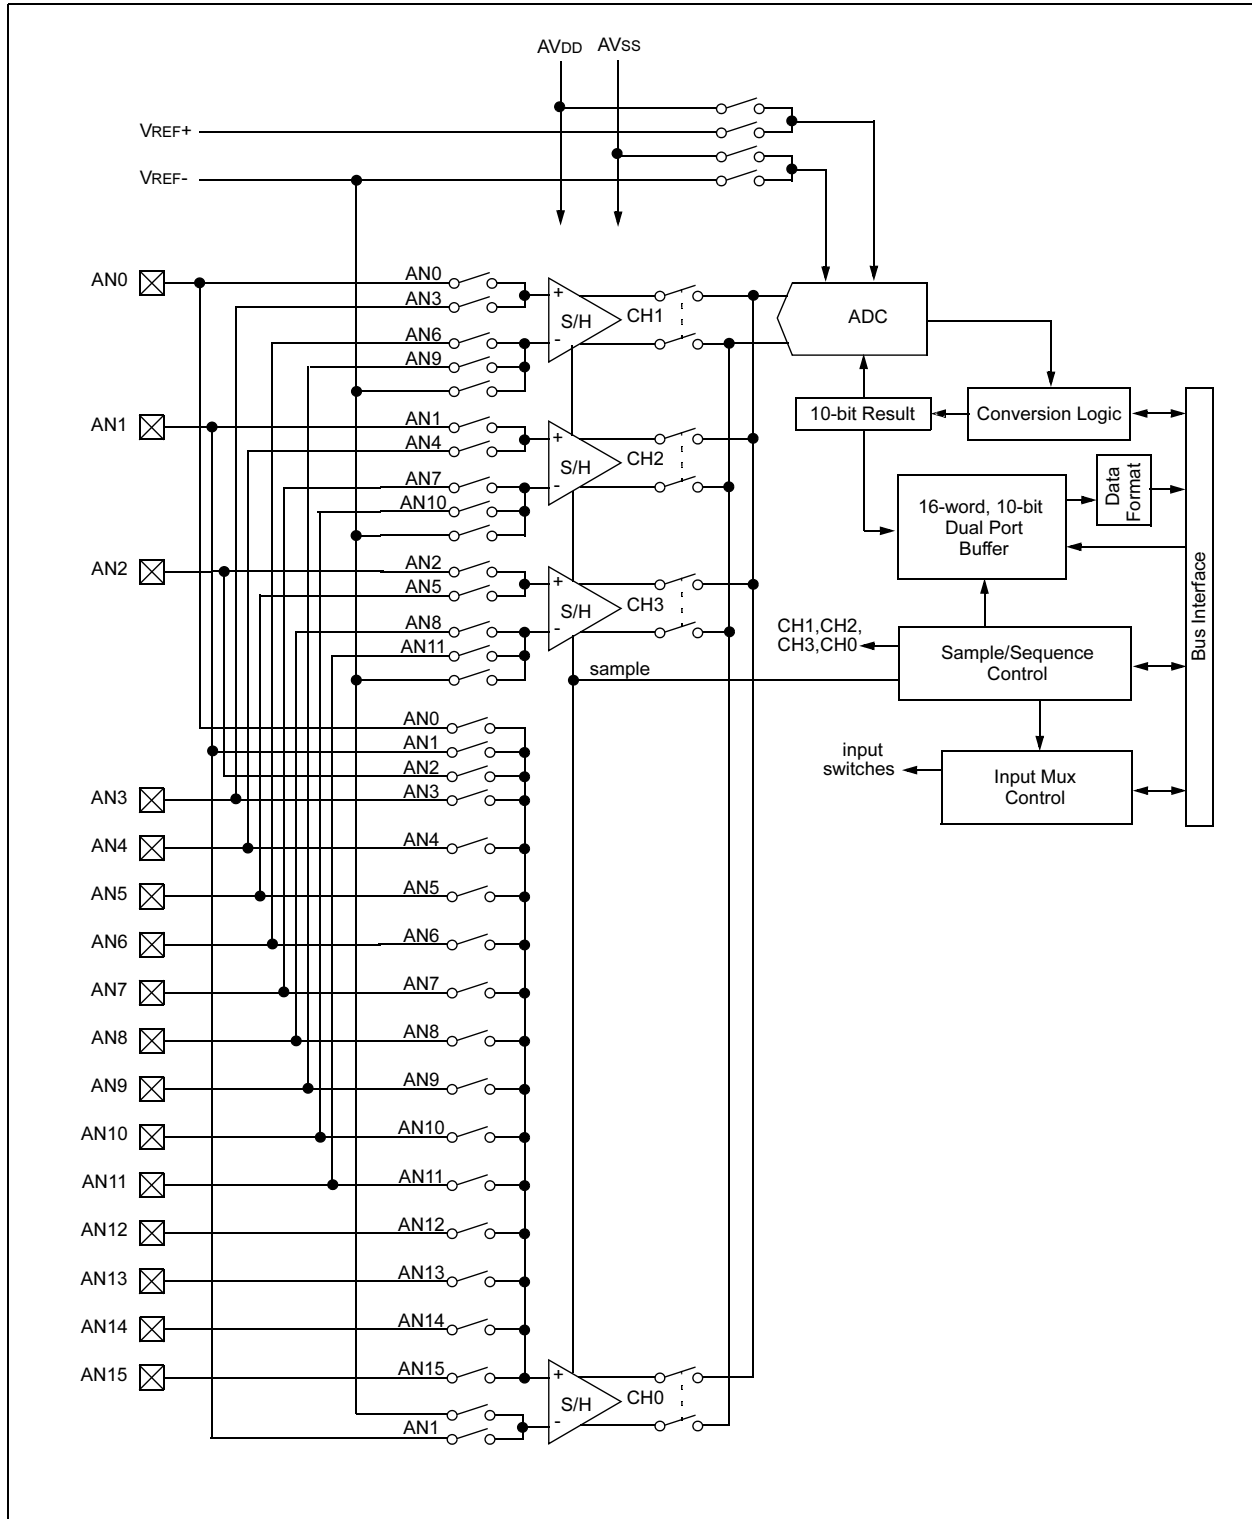 AVDD AVSS
VREF+
VREF-
AN0
AN0
AN3
AN6
AN9
+
-
S/H
CH1
ADC
10-bit Result
Conversion Logic
AN1
AN1
AN4
AN7
AN10
+
-
S/H
CH2
16-word, 10-bit
Dual Port
Buffer
Data
Format
Bus Interface
AN2
AN2
AN5
AN8
AN11
+
-
S/H
CH3
CH1,CH2,
CH3,CH0
Sample/Sequence
Control
sample
input
switches
Input Mux
Control
AN0
AN1
AN2
AN3 AN3
AN4 AN4
AN5 AN5
AN6 AN6
AN7 AN7
AN8 AN8
AN9 AN9
AN10 AN10
AN11 AN11
AN12 AN12
AN13 AN13
AN14 AN14
AN15 AN15
AN1
+
-
S/H
CH0